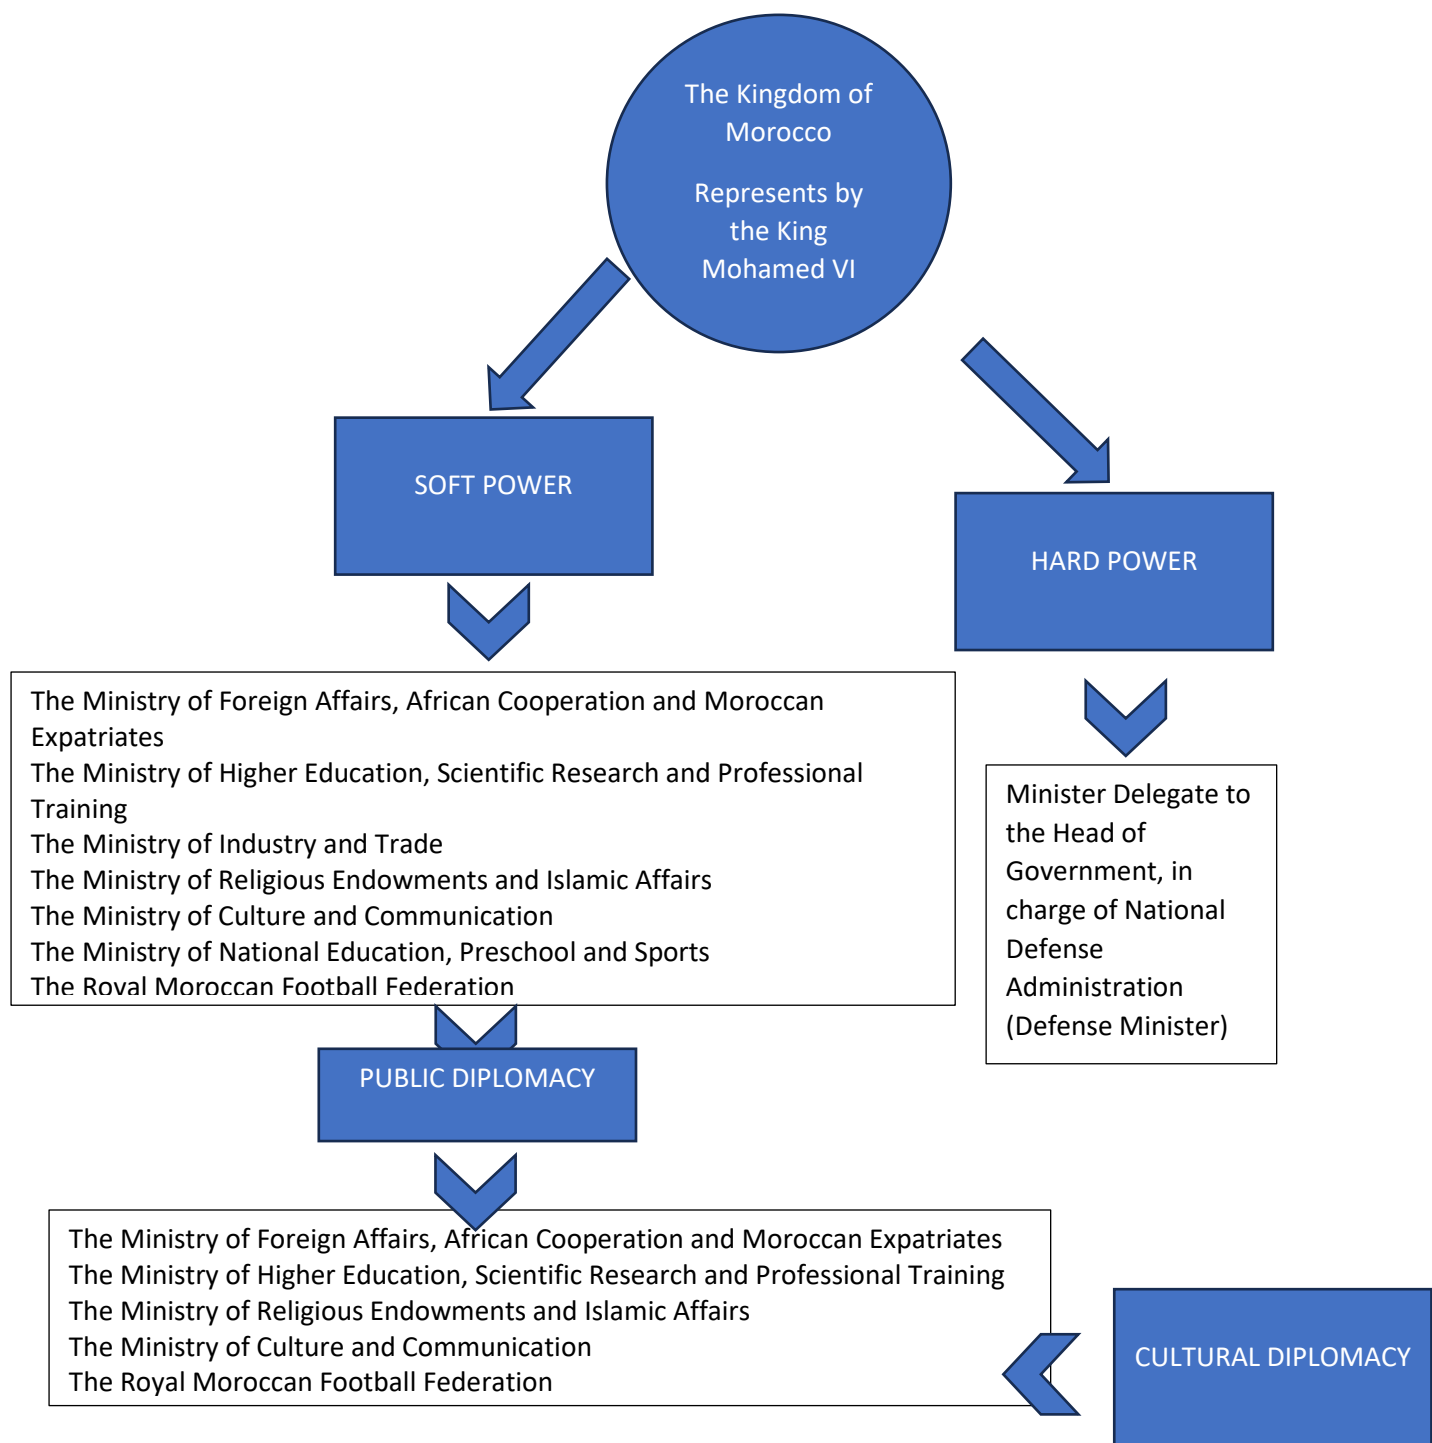 The Kingdom of
Morocco
Represents by
the King
Mohamed VI
SOFT POWER
HARD POWER
The Ministry of Foreign Affairs, African Cooperation and Moroccan
Expatriates
The Ministry of Higher Education, Scientific Research and Professional
Training
The Ministry of Industry and Trade
The Ministry of Religious Endowments and Islamic Affairs
The Ministry of Culture and Communication
The Ministry of National Education, Preschool and Sports
The Royal Moroccan Football Federation
Minister Delegate to
the Head of
Government, in
charge of National
Defense
Administration
(Defense Minister)
PUBLIC DIPLOMACY
The Ministry of Foreign Affairs, African Cooperation and Moroccan Expatriates
The Ministry of Higher Education, Scientific Research and Professional Training
The Ministry of Religious Endowments and Islamic Affairs
The Ministry of Culture and Communication
The Royal Moroccan Football Federation
CULTURAL DIPLOMACY